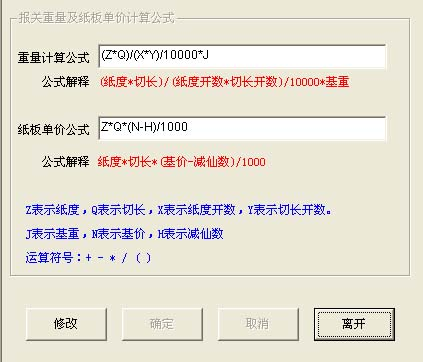 报关重量及纸板单价计算公式
重量计算公式 (Z*Q)/(X*Y)/10000*J
公式解释 (纸度*切长)/(纸度开数*切长开数)/10000*基重
纸板单价公式 Z*Q*(N-H)/1000
公式解释 纸度*切长*(基价-减仙数)/1000
Z表示纸度，Q表示切长，X表示纸度开数，Y表示切长开数。
J表示基重，N表示基价，H表示减仙数
运算符号：+ - * / ( )
修改 确定 取消 离开